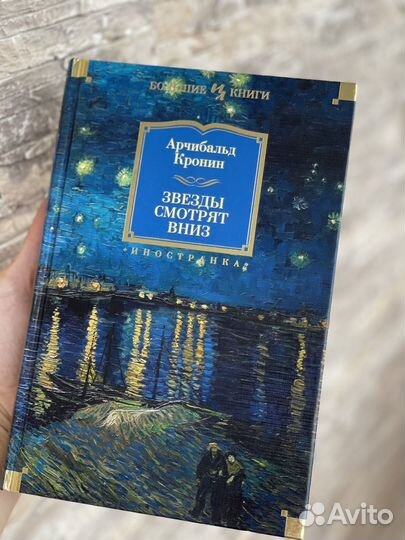 БОЛЬШИЕ КНИГИ
Арчибальд
Кронин
ЗВЕЗДЫ
СМОТРЯТ
ВНИЗ
ИНОСТРАНКА
Avito